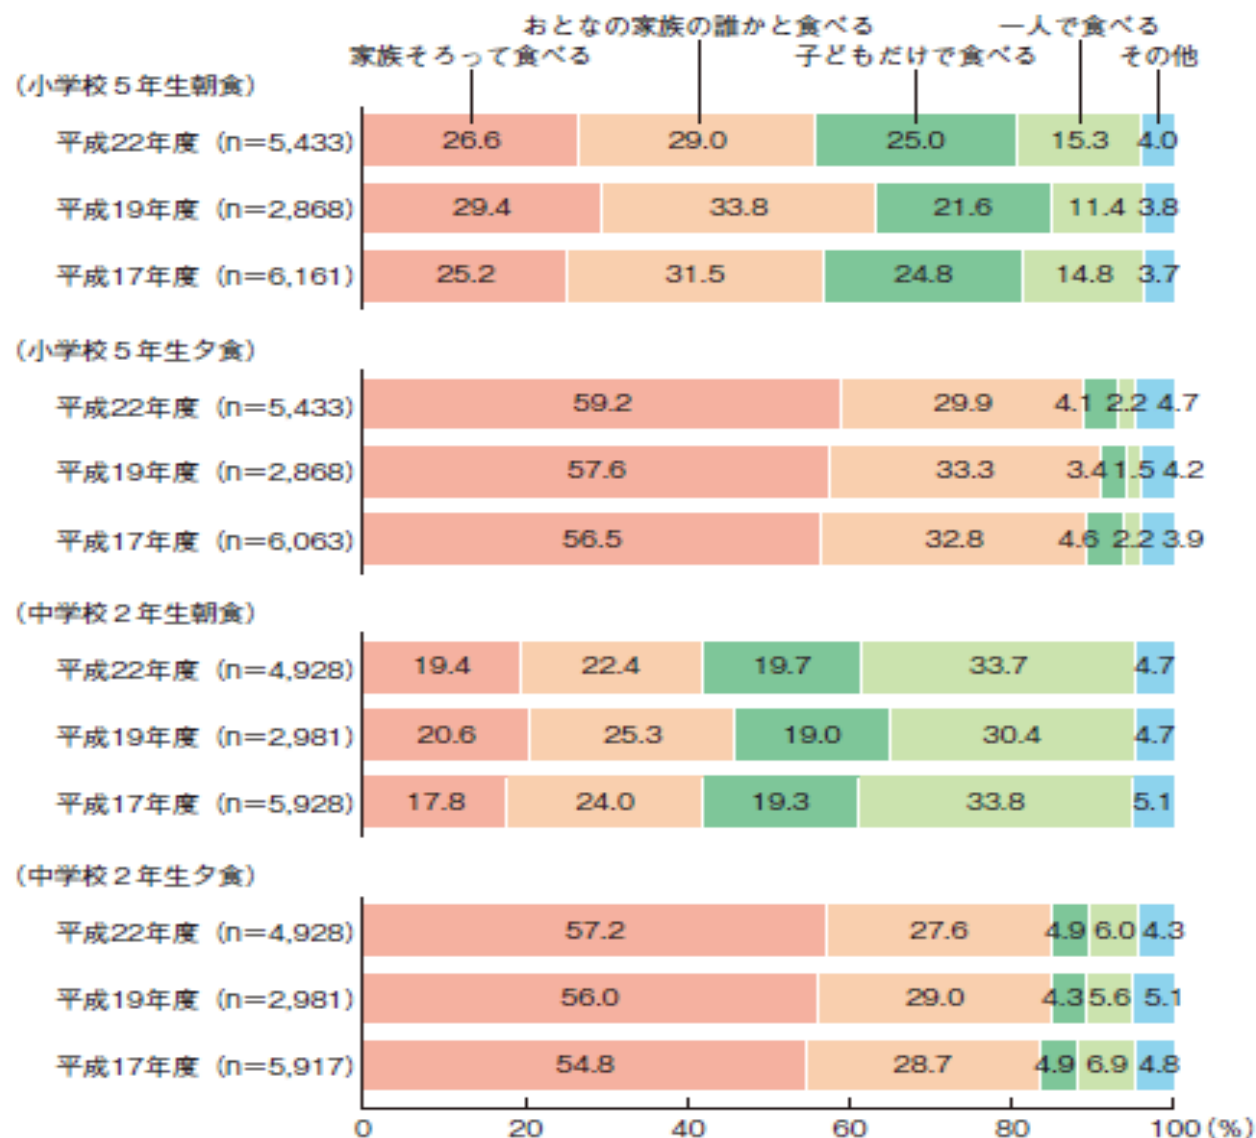 おとなの家族の誰かと食べる 一人で食べる
家族そろって食べる 子どもだけで食べる その他
(小学校5年生朝食)
平成22年度 (n=5,433) 26.6 29.0 25.0 15.3 4.0
平成19年度 (n=2,868) 29.4 33.8 21.6 11.4 3.8
平成17年度 (n=6,161) 25.2 31.5 24.8 14.8 3.7
(小学校5年生夕食)
平成22年度 (n=5,433) 59.2 29.9 4.1 2.2 4.7
平成19年度 (n=2,868) 57.6 33.3 3.4 1.5 4.2
平成17年度 (n=6,063) 56.5 32.8 4.6 2.2 3.9
(中学校2年生朝食)
平成22年度 (n=4,928) 19.4 22.4 19.7 33.7 4.7
平成19年度 (n=2,981) 20.6 25.3 19.0 30.4 4.7
平成17年度 (n=5,928) 17.8 24.0 19.3 33.8 5.1
(中学校2年生夕食)
平成22年度 (n=4,928) 57.2 27.6 4.9 6.0 4.3
平成19年度 (n=2,981) 56.0 29.0 4.3 5.6 5.1
平成17年度 (n=5,917) 54.8 28.7 4.9 6.9 4.8
0 20 40 60 80 100 (%)